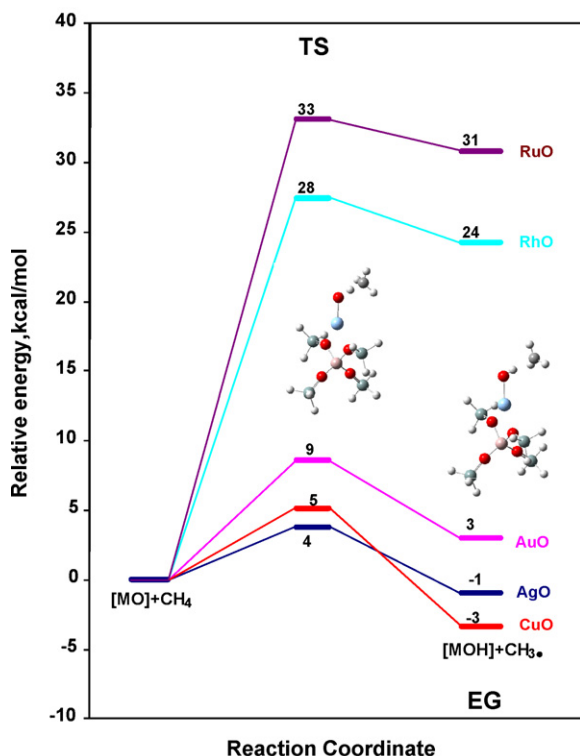 40
TS
33
35
31
RuO
30
28
24
RhO
25
20
15
10
9
5
5
4
3
AuO
0
[MO]+CH4
-1
AgO
-3
CuO
-5
[MOH]+CH3•
EG
-10
Relative energy,kcal/mol
Reaction Coordinate